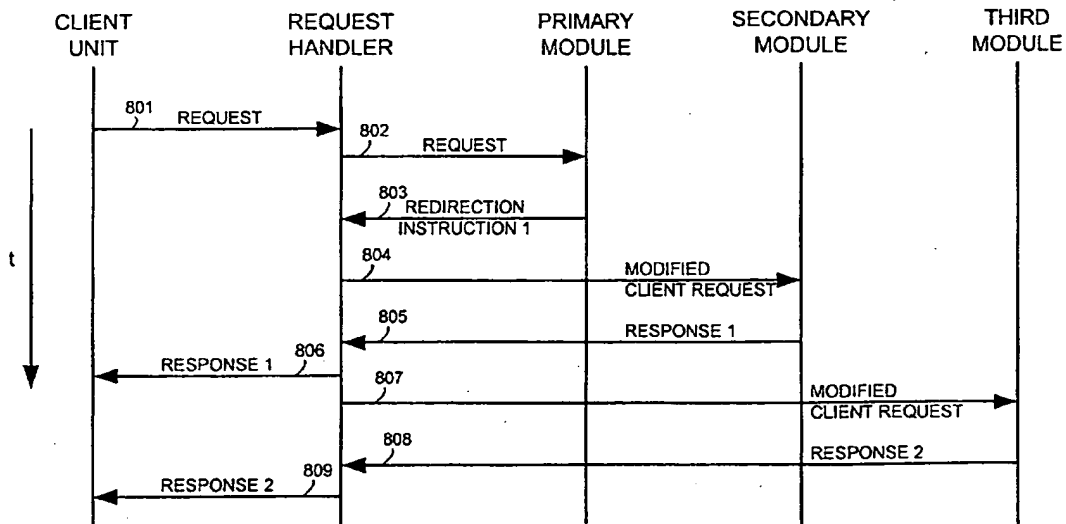 CLIENT
UNIT
REQUEST
HANDLER
PRIMARY
MODULE
SECONDARY
MODULE
THIRD
MODULE
801
REQUEST
802
REQUEST
803
REDIRECTION
INSTRUCTION 1
t
804
MODIFIED
CLIENT REQUEST
805
RESPONSE 1
806
RESPONSE 1
807
MODIFIED
CLIENT REQUEST
808
RESPONSE 2
809
RESPONSE 2